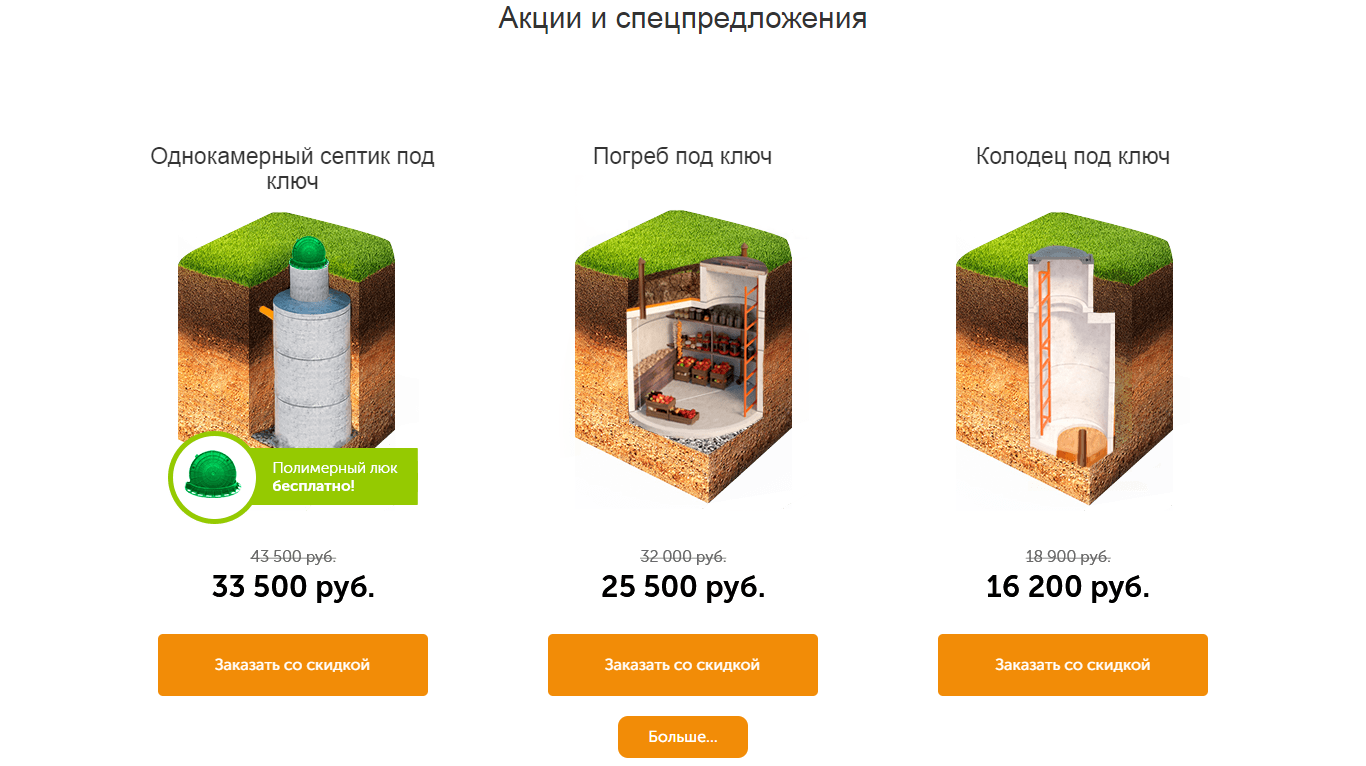 Акции и спецпредложения
Однокамерный септик под
ключ
Погреб под ключ
Колодец под ключ
Полимерный люк
бесплатно!
43 500 руб.
33 500 руб.
32 000 руб.
25 500 руб.
18 900 руб.
16 200 руб.
Заказать со скидкой
Заказать со скидкой
Заказать со скидкой
Больше...